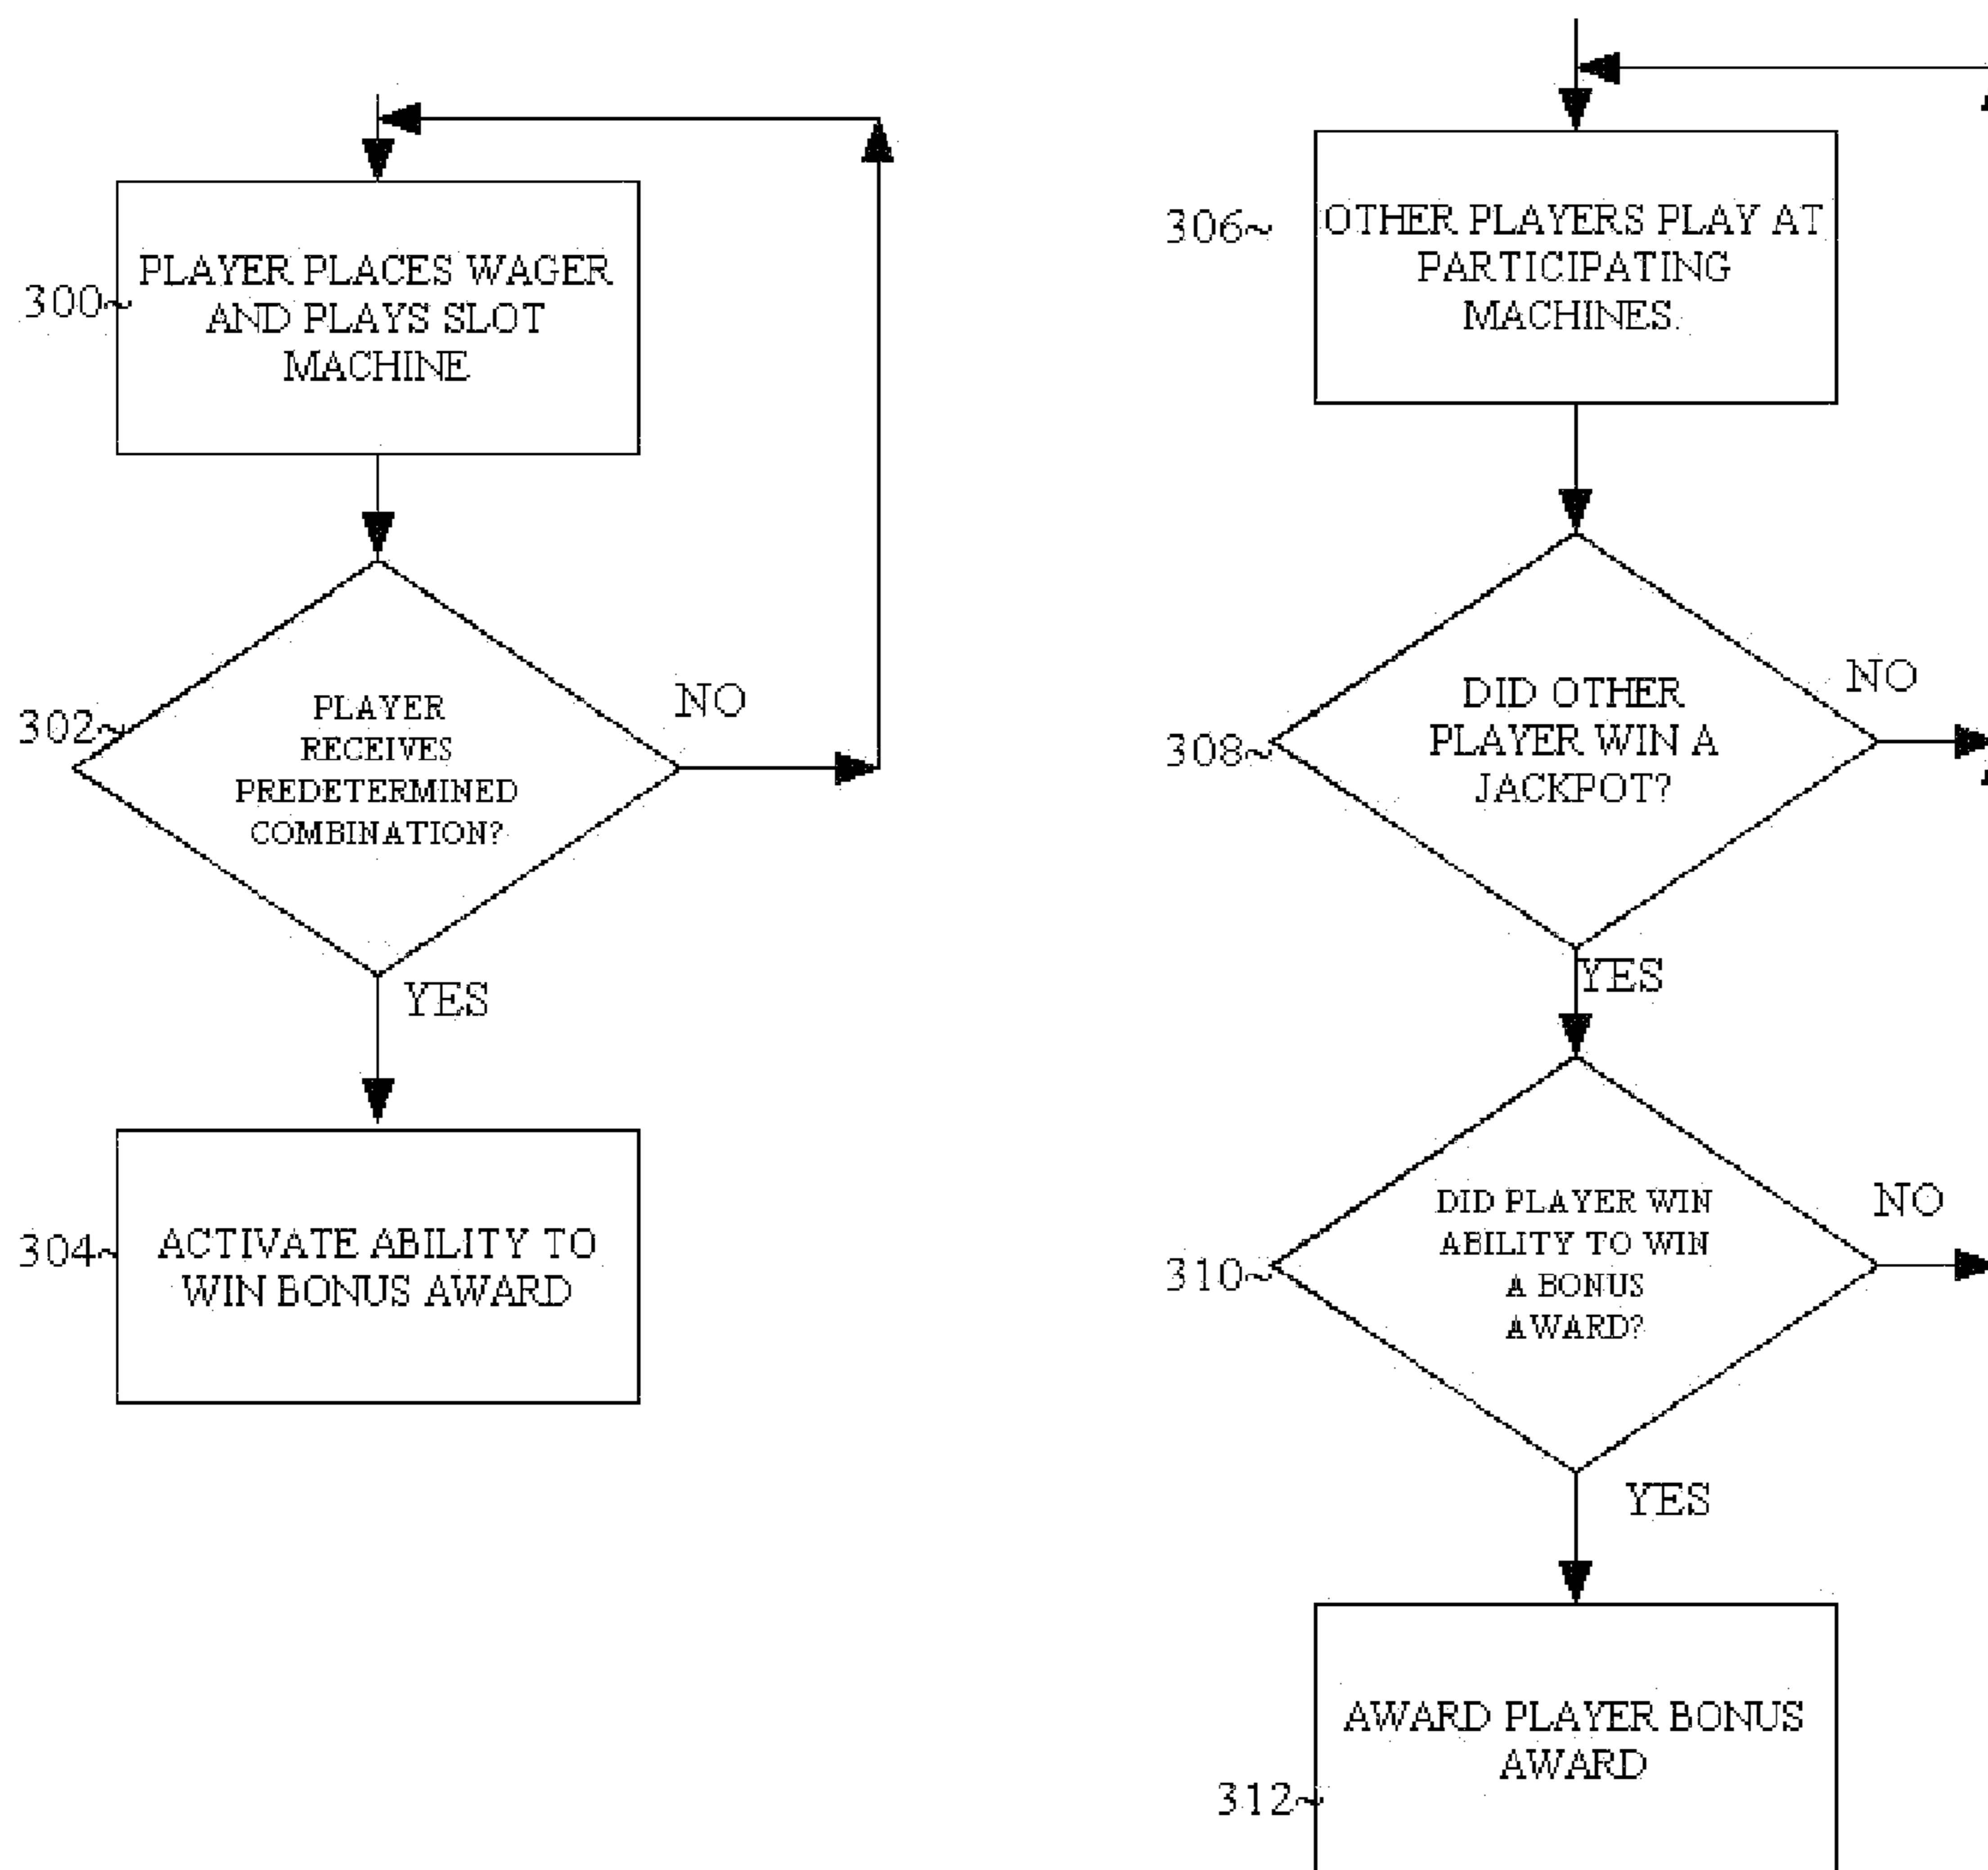 300~
PLAYER PLACES WAGER
AND PLAYS SLOT
MACHINE
302~
PLAYER
RECEIVES
PREDETERMINED
COMBINATION?
NO
YES
304~
ACTIVATE ABILITY TO
WIN BONUS AWARD
306~
OTHER PLAYERS PLAY AT
PARTICIPATING
MACHINES.
308~
DID OTHER
PLAYER WIN A
JACKPOT?
NO
YES
310~
DID PLAYER WIN
ABILITY TO WIN
A BONUS
AWARD?
NO
YES
312~
AWARD PLAYER BONUS
AWARD